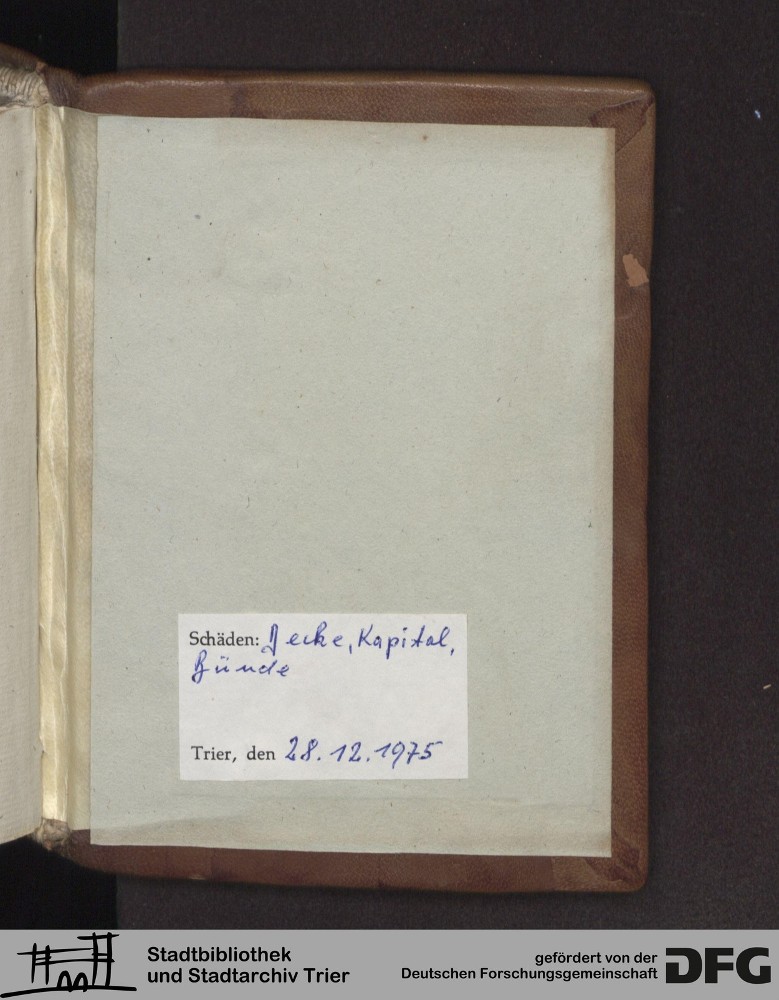 Schäden: Decke, Kapital,
Bünde
Trier, den 28.12.1975
Stadtbibliothek
und Stadtarchiv Trier
gefördert von der
Deutschen Forschungsgemeinschaft
DFG